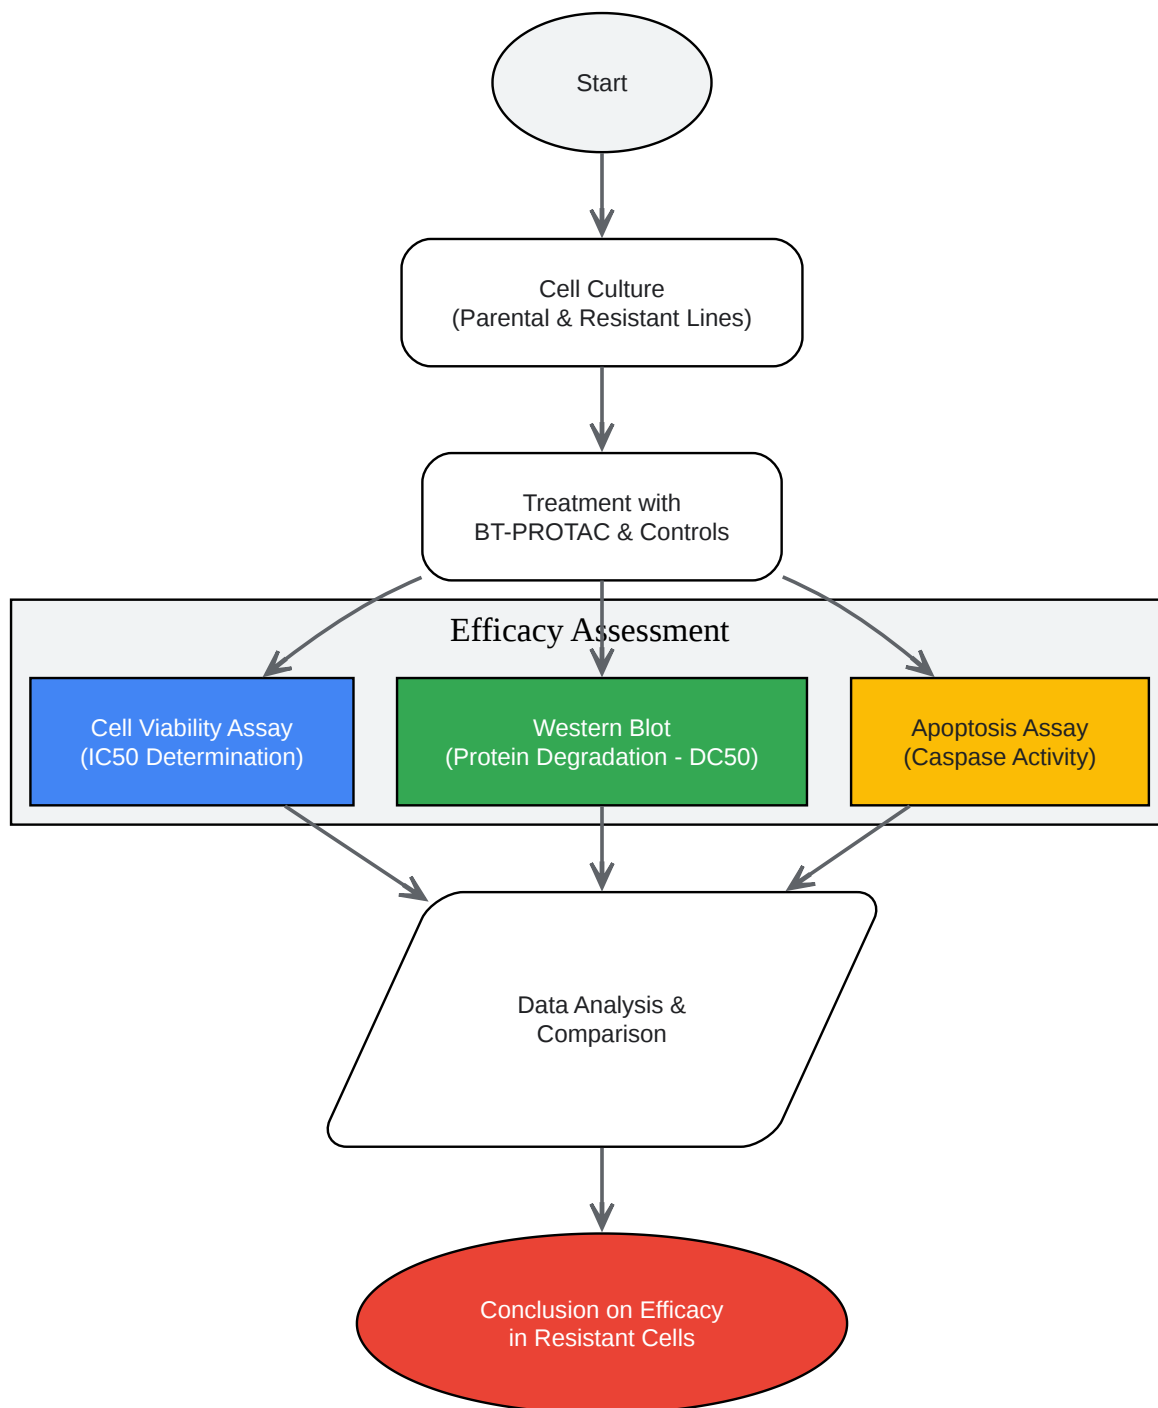 Start
Cell Culture
(Parental & Resistant Lines)
Treatment with
BT-PROTAC & Controls
Efficacy Assessment
Cell Viability Assay
(IC50 Determination)
Western Blot
(Protein Degradation - DC50)
Apoptosis Assay
(Caspase Activity)
Data Analysis &
Comparison
Conclusion on Efficacy
in Resistant Cells